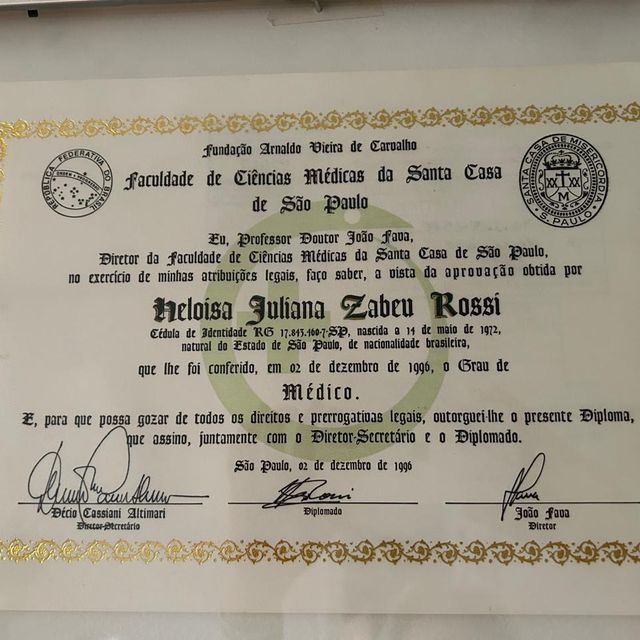 Fundação Arnaldo Vieira de Carvalho
Faculdade de Ciências Médicas da Santa Casa
de São Paulo
REPÚBLICA FEDERATIVA DO BRASIL
SANTA CASA DE MISERICORDIA
S. PAULO
M
Eu, Professor Doutor João Fava,
Diretor da Faculdade de Ciências Médicas da Santa Casa de São Paulo,
no exercício de minhas atribuições legais, faço saber, a vista da aprovação obtida por
Heloisa Juliana Zabeu Rossi
Cédula de Identidade RG 17.843.460-7-SP, nascida a 14 de maio de 1972,
natural do Estado de São Paulo, de nacionalidade brasileira,
que lhe foi conferido, em 02 de dezembro de 1996, o Grau de
Médico.
E, para que possa gozar de todos os direitos e prerrogativas legais, outorguei-lhe o presente Diploma,
que assino, juntamente com o Diretor-Secretário e o Diplomado.
São Paulo, 02 de dezembro de 1996
Décio Cassiani Altimari
Diretor-Secretário
Diplomado
João Fava
Diretor